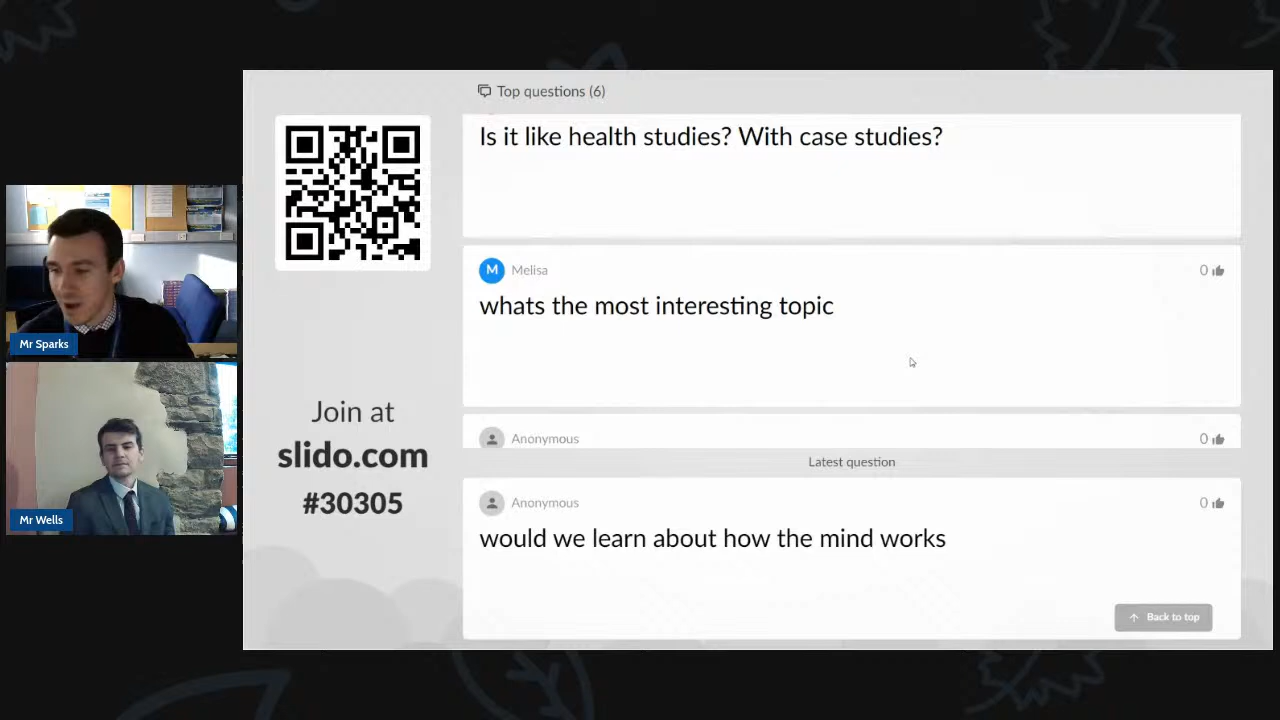 Top questions (6)
Is it like health studies? With case studies?
M Melisa
0
whats the most interesting topic
Anonymous
0
Latest question
Anonymous
0
would we learn about how the mind works
Back to top
Join at
slido.com
#30305
Mr Sparks
Mr Wells